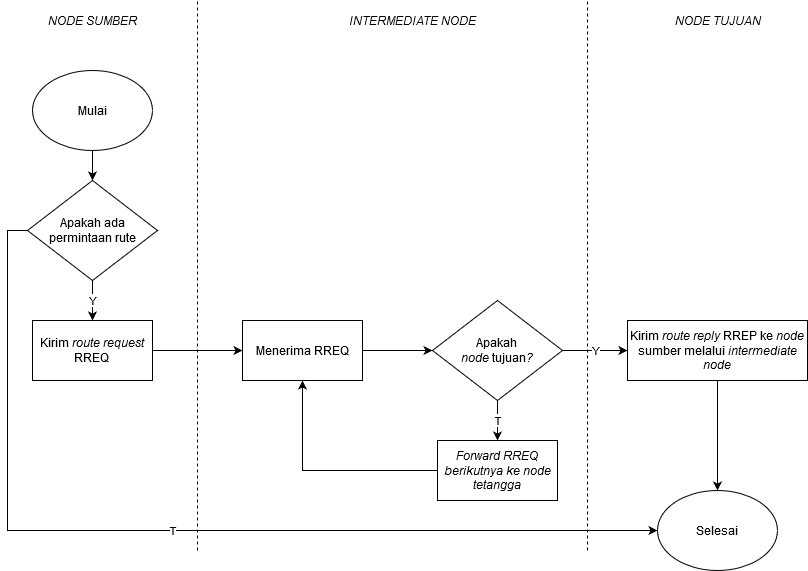 NODE SUMBER
INTERMEDIATE NODE
NODE TUJUAN
Mulai
Apakah ada
permintaan rute
Y
Kirim route request
RREQ
Menerima RREQ
Apakah
node tujuan?
Y
Kirim route reply RREP ke node
sumber melalui intermediate
node
T
Forward RREQ
berikutnya ke node
tetangga
T
Selesai